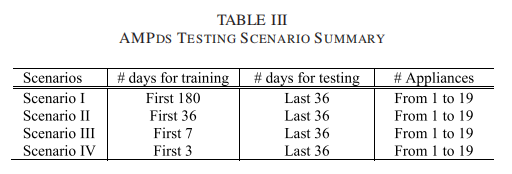 TABLE III
AMPDS TESTING SCENARIO SUMMARY
Scenarios # days for training # days for testing # Appliances
Scenario I First 180 Last 36 From 1 to 19
Scenario II First 36 Last 36 From 1 to 19
Scenario III First 7 Last 36 From 1 to 19
Scenario IV First 3 Last 36 From 1 to 19